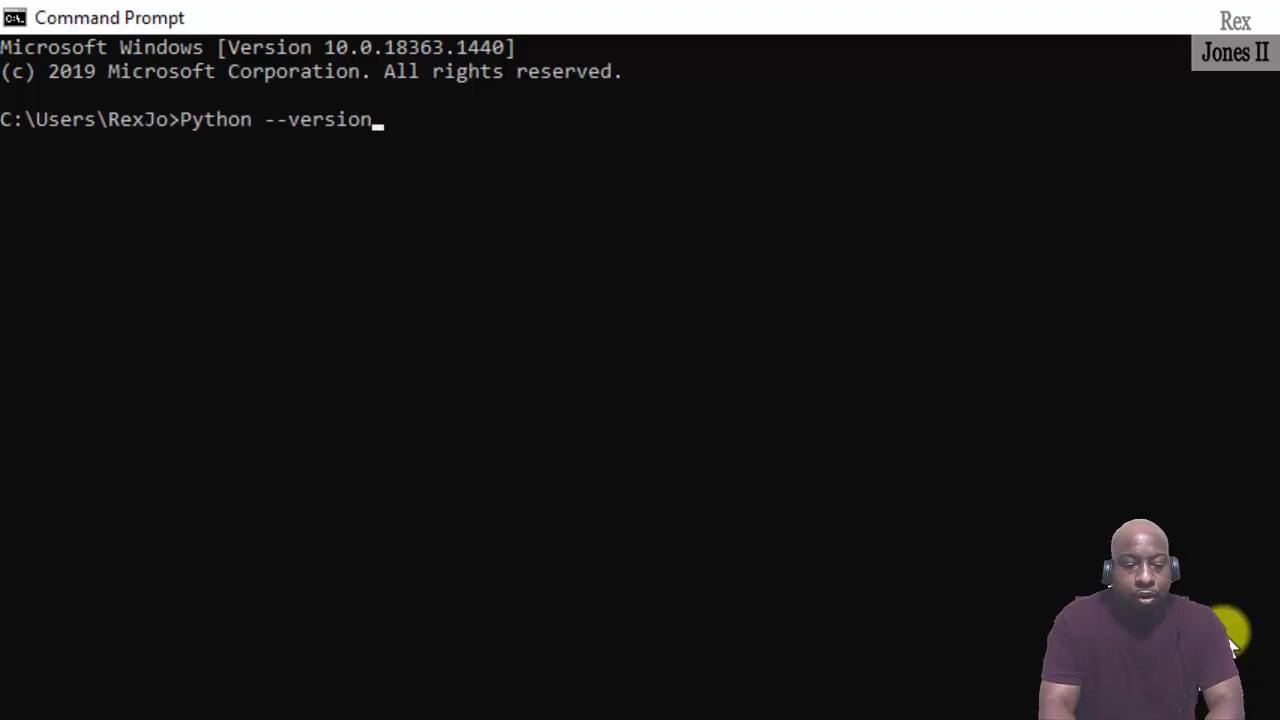 Command Prompt
Rex
Jones II
Microsoft Windows [Version 10.0.18363.1440]
(c) 2019 Microsoft Corporation. All rights reserved.
C:\Users\RexJo>Python --version